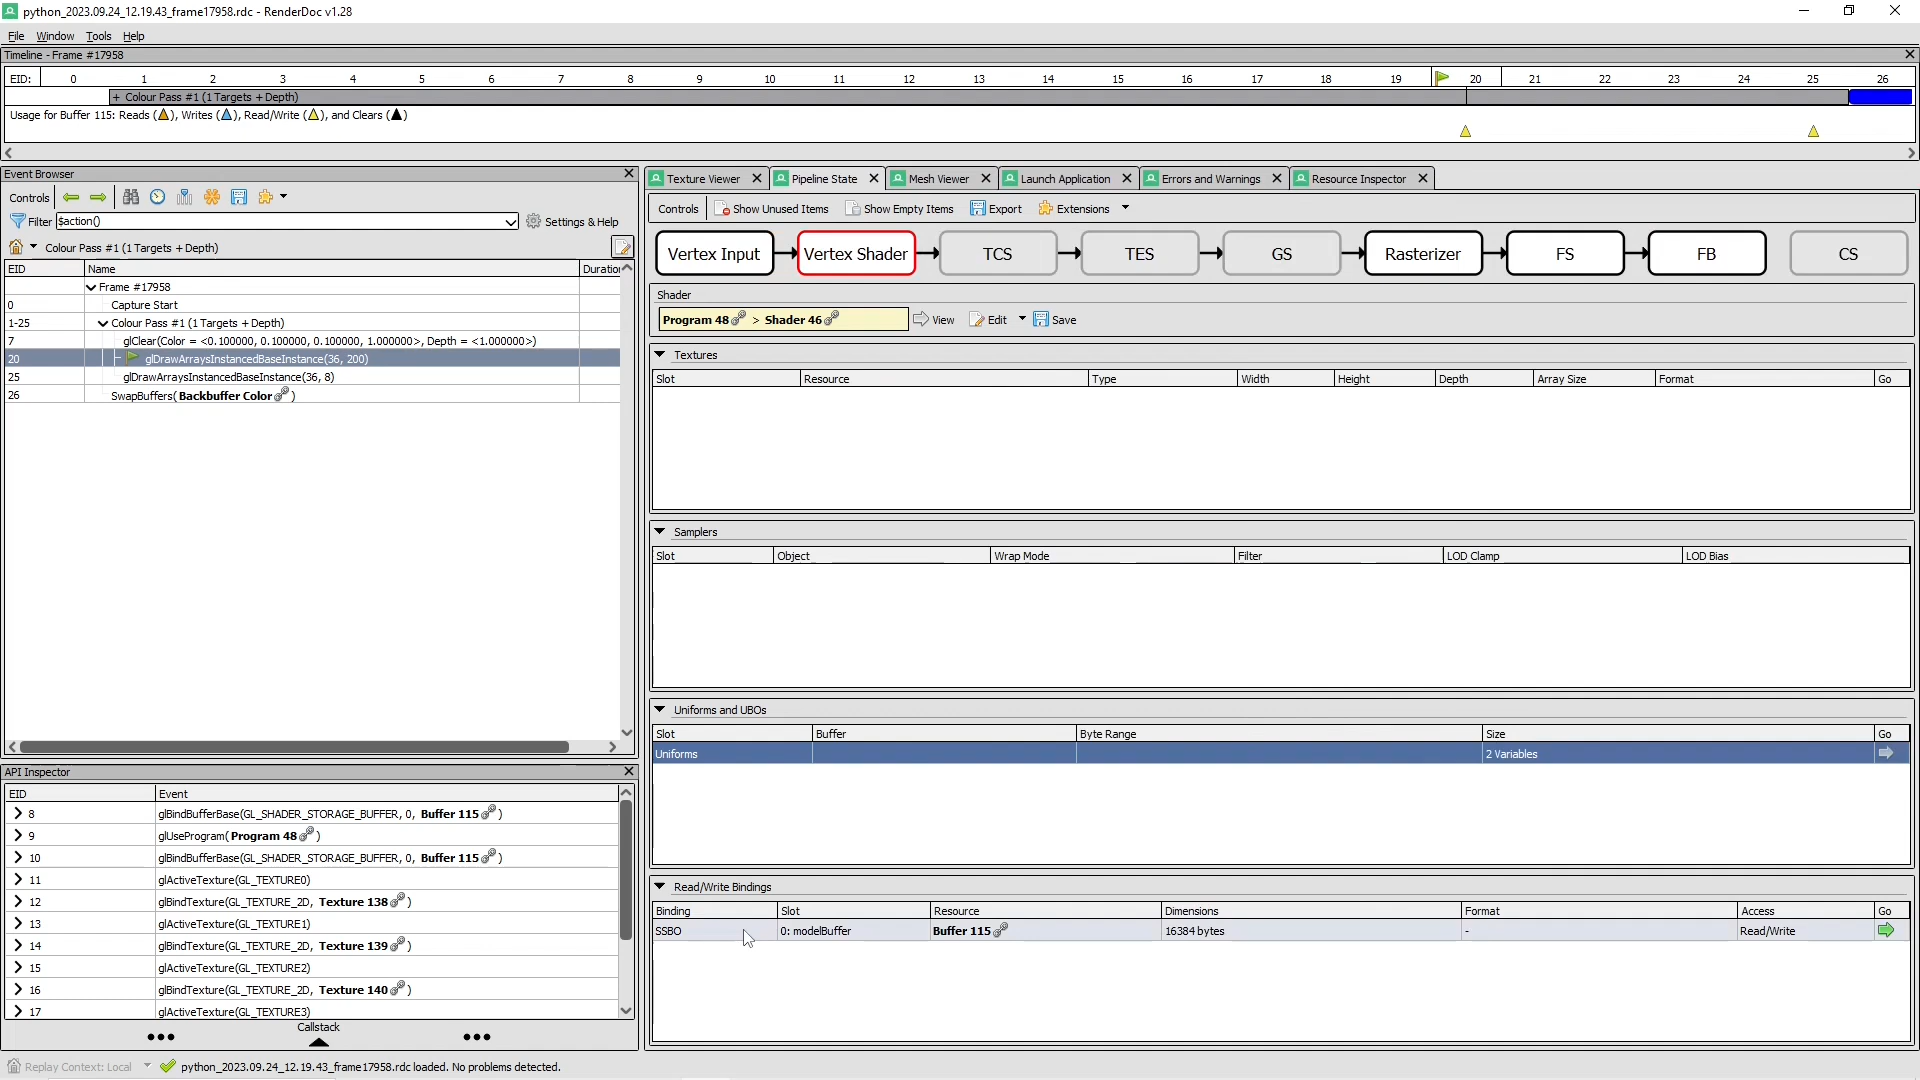 python_2023.09.24_12.19.43_frame17958.rdc - RenderDoc v1.28
File Window Tools Help
Timeline - Frame #17958
EID: 0 1 2 3 4 5 6 7 8 9 10 11 12 13 14 15 16 17 18 19 20 21 22 23 24 25 26
+ Colour Pass #1 (1 Targets + Depth)
Usage for Buffer 115: Reads (▲), Writes (▲), Read/Write (▲), and Clears (▲)
Event Browser
Controls
Filter $action() Settings & Help
Colour Pass #1 (1 Targets + Depth)
EID Name Duration
Frame #17958
0 Capture Start
1-25 Colour Pass #1 (1 Targets + Depth)
7 glClear(Color = <0.100000, 0.100000, 0.100000, 1.000000>, Depth = <1.000000>)
20 glDrawArraysInstancedBaseInstance(36, 200)
25 glDrawArraysInstancedBaseInstance(36, 8)
26 SwapBuffers( Backbuffer Color )
API Inspector
EID Event
8 glBindBufferBase(GL_SHADER_STORAGE_BUFFER, 0, Buffer 115 )
9 glUseProgram( Program 48 )
10 glBindBufferBase(GL_SHADER_STORAGE_BUFFER, 0, Buffer 115 )
11 glActiveTexture(GL_TEXTURE0)
12 glBindTexture(GL_TEXTURE_2D, Texture 138 )
13 glActiveTexture(GL_TEXTURE1)
14 glBindTexture(GL_TEXTURE_2D, Texture 139 )
15 glActiveTexture(GL_TEXTURE2)
16 glBindTexture(GL_TEXTURE_2D, Texture 140 )
17 glActiveTexture(GL_TEXTURE3)
Callstack
Texture Viewer Pipeline State Mesh Viewer Launch Application Errors and Warnings Resource Inspector
Controls Show Unused Items Show Empty Items Export Extensions
Vertex Input Vertex Shader TCS TES GS Rasterizer FS FB CS
Shader
Program 48 > Shader 46 View Edit Save
Textures
Slot Resource Type Width Height Depth Array Size Format Go
Samplers
Slot Object Wrap Mode Filter LOD Clamp LOD Bias
Uniforms and UBOs
Slot Buffer Byte Range Size Go
Uniforms 2 Variables
Read/Write Bindings
Binding Slot Resource Dimensions Format Access Go
SSBO 0: modelBuffer Buffer 115 16384 bytes - Read/Write
Replay Context: Local python_2023.09.24_12.19.43_frame17958.rdc loaded. No problems detected.